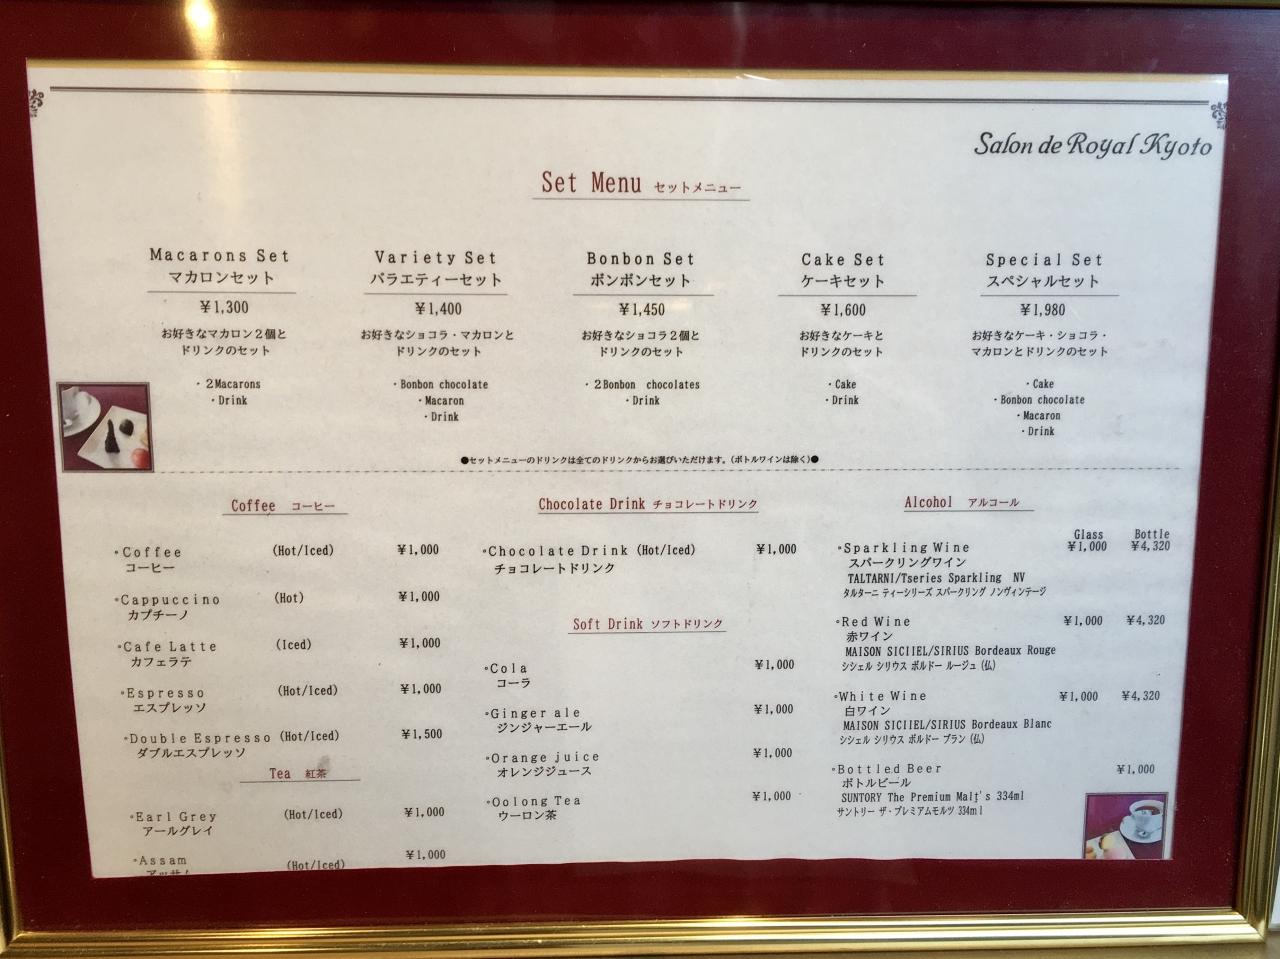 Salon de Royal Kyoto
Set Menu セットメニュー
Macarons Set
マカロンセット
¥1,300
お好きなマカロン2個と
ドリンクのセット
・2Macarons
・Drink
Variety Set
バラエティーセット
¥1,400
お好きなショコラ・マカロンと
ドリンクのセット
・Bonbon chocolate
・Macaron
・Drink
Bonbon Set
ボンボンセット
¥1,450
お好きなショコラ2個と
ドリンクのセット
・2Bonbon chocolates
・Drink
Cake Set
ケーキセット
¥1,600
お好きなケーキと
ドリンクのセット
・Cake
・Drink
Special Set
スペシャルセット
¥1,980
お好きなケーキ・ショコラ・
マカロンとドリンクのセット
・Cake
・Bonbon chocolate
・Macaron
・Drink
●セットメニューのドリンクは全てのドリンクからお選びいただけます。(ボトルワインは除く)●
Coffee コーヒー
Coffee (Hot/Iced) ¥1,000
コーヒー
Cappuccino (Hot) ¥1,000
カプチーノ
Cafe Latte (Iced) ¥1,000
カフェラテ
Espresso (Hot/Iced) ¥1,000
エスプレッソ
Double Espresso (Hot/Iced) ¥1,500
ダブルエスプレッソ
Tea 紅茶
Earl Grey (Hot/Iced) ¥1,000
アールグレイ
Assam (Hot/Iced) ¥1,000
アッサム
Chocolate Drink チョコレートドリンク
Chocolate Drink (Hot/Iced) ¥1,000
チョコレートドリンク
Soft Drink ソフトドリンク
Cola ¥1,000
コーラ
Ginger ale ¥1,000
ジンジャーエール
Orange juice ¥1,000
オレンジジュース
Oolong Tea ¥1,000
ウーロン茶
Alcohol アルコール
Glass Bottle
Sparkling Wine ¥1,000 ¥4,320
スパークリングワイン
TALTARNI/Tseries Sparkling NV
タルターニ ティーシリーズ スパークリング ノンヴィンテージ
Red Wine ¥1,000 ¥4,320
赤ワイン
MAISON SICIIEL/SIRIUS Bordeaux Rouge
シシェル シリウス ボルドー ルージュ (仏)
White Wine ¥1,000 ¥4,320
白ワイン
MAISON SICIIEL/SIRIUS Bordeaux Blanc
シシェル シリウス ボルドー ブラン (仏)
Bottled Beer ¥1,000
ボトルビール
SUNTORY The Premium Malt's 334ml
サントリー ザ・プレミアムモルツ 334ml